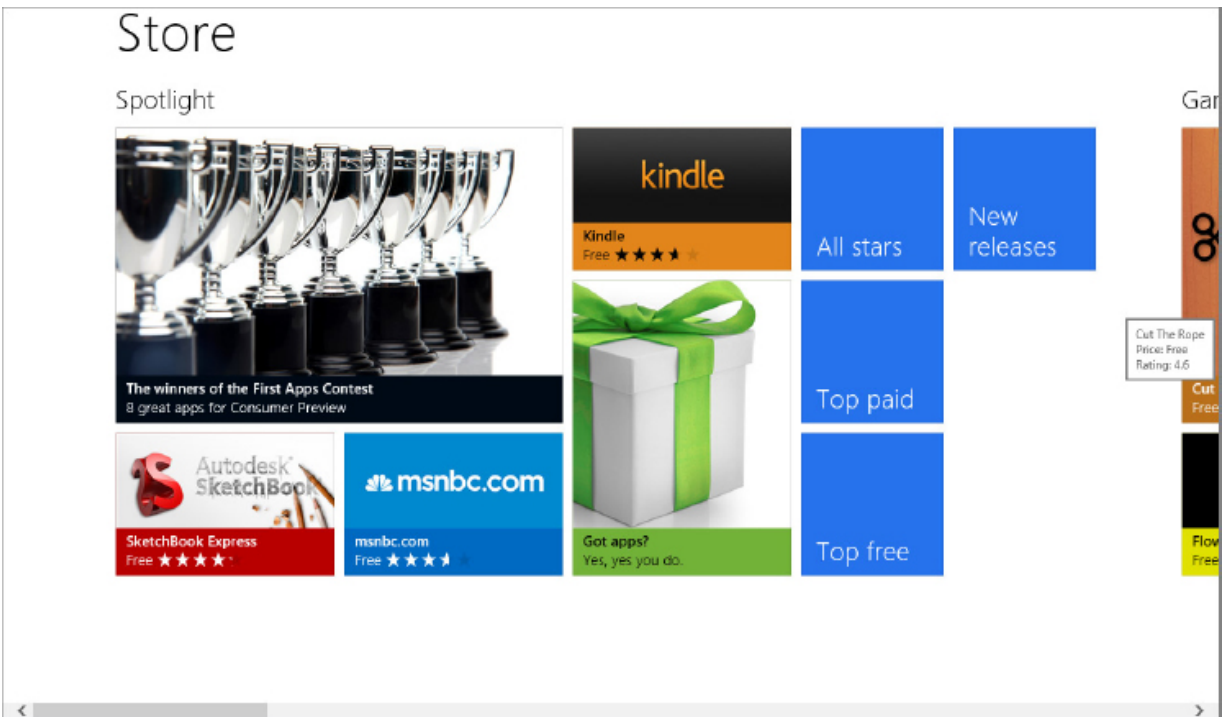 Store
Spotlight
The winners of the First Apps Contest
8 great apps for Consumer Preview
Autodesk®
SketchBook
SketchBook Express
Free
msnbc.com
msnbc.com
Free
kindle
Kindle
Free
Got apps?
Yes, yes you do.
All stars
New
releases
Top paid
Top free
Gar
Cut The Rope
Price: Free
Rating: 4.6
Cut
Free
Flow
Free